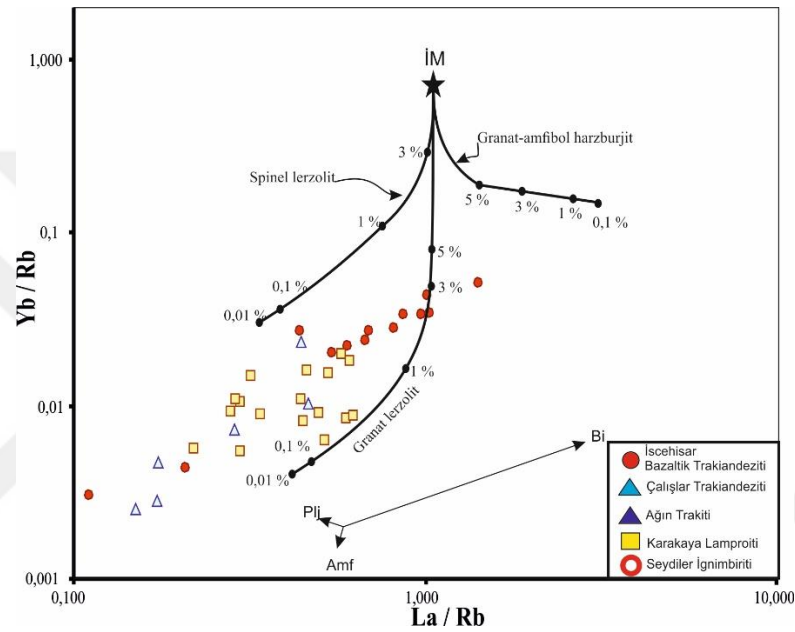 1,000
0,1
0,01
0,001
Yb / Rb
İM
Granat-amfibol harzburjit
Spinel lerzolit
3 %
1 %
0,1 %
0,01 %
5 %
3 %
1 %
0,1 %
5 %
3 %
1 %
0,1 %
0,01 %
Granat lerzolit
Bi
Plj
Amf
İscehisar
Bazaltik Trakiandeziti
Çalışlar Trakiandeziti
Ağın Trakiti
Karakaya Lamproiti
Seydiler İgnimbiriti
0,100
1,000
10,000
La / Rb